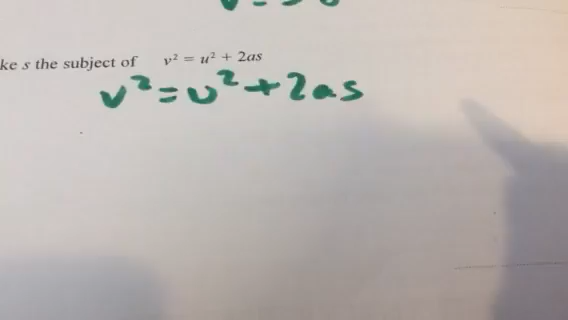 ke s the subject of v² = u² + 2as
v² = u² + 2as